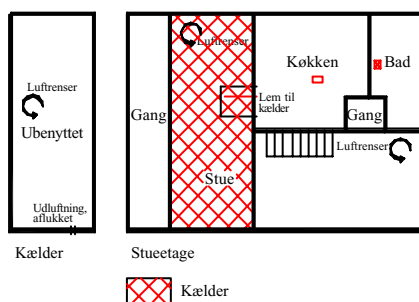 Luftrenser
Ubenyttet
Udluftning,
aflukket
Kælder
Luftrenser
Gang
Stue
Lem til
kælder
Køkken
Bad
Gang
Luftrenser
Stueetage
Kælder